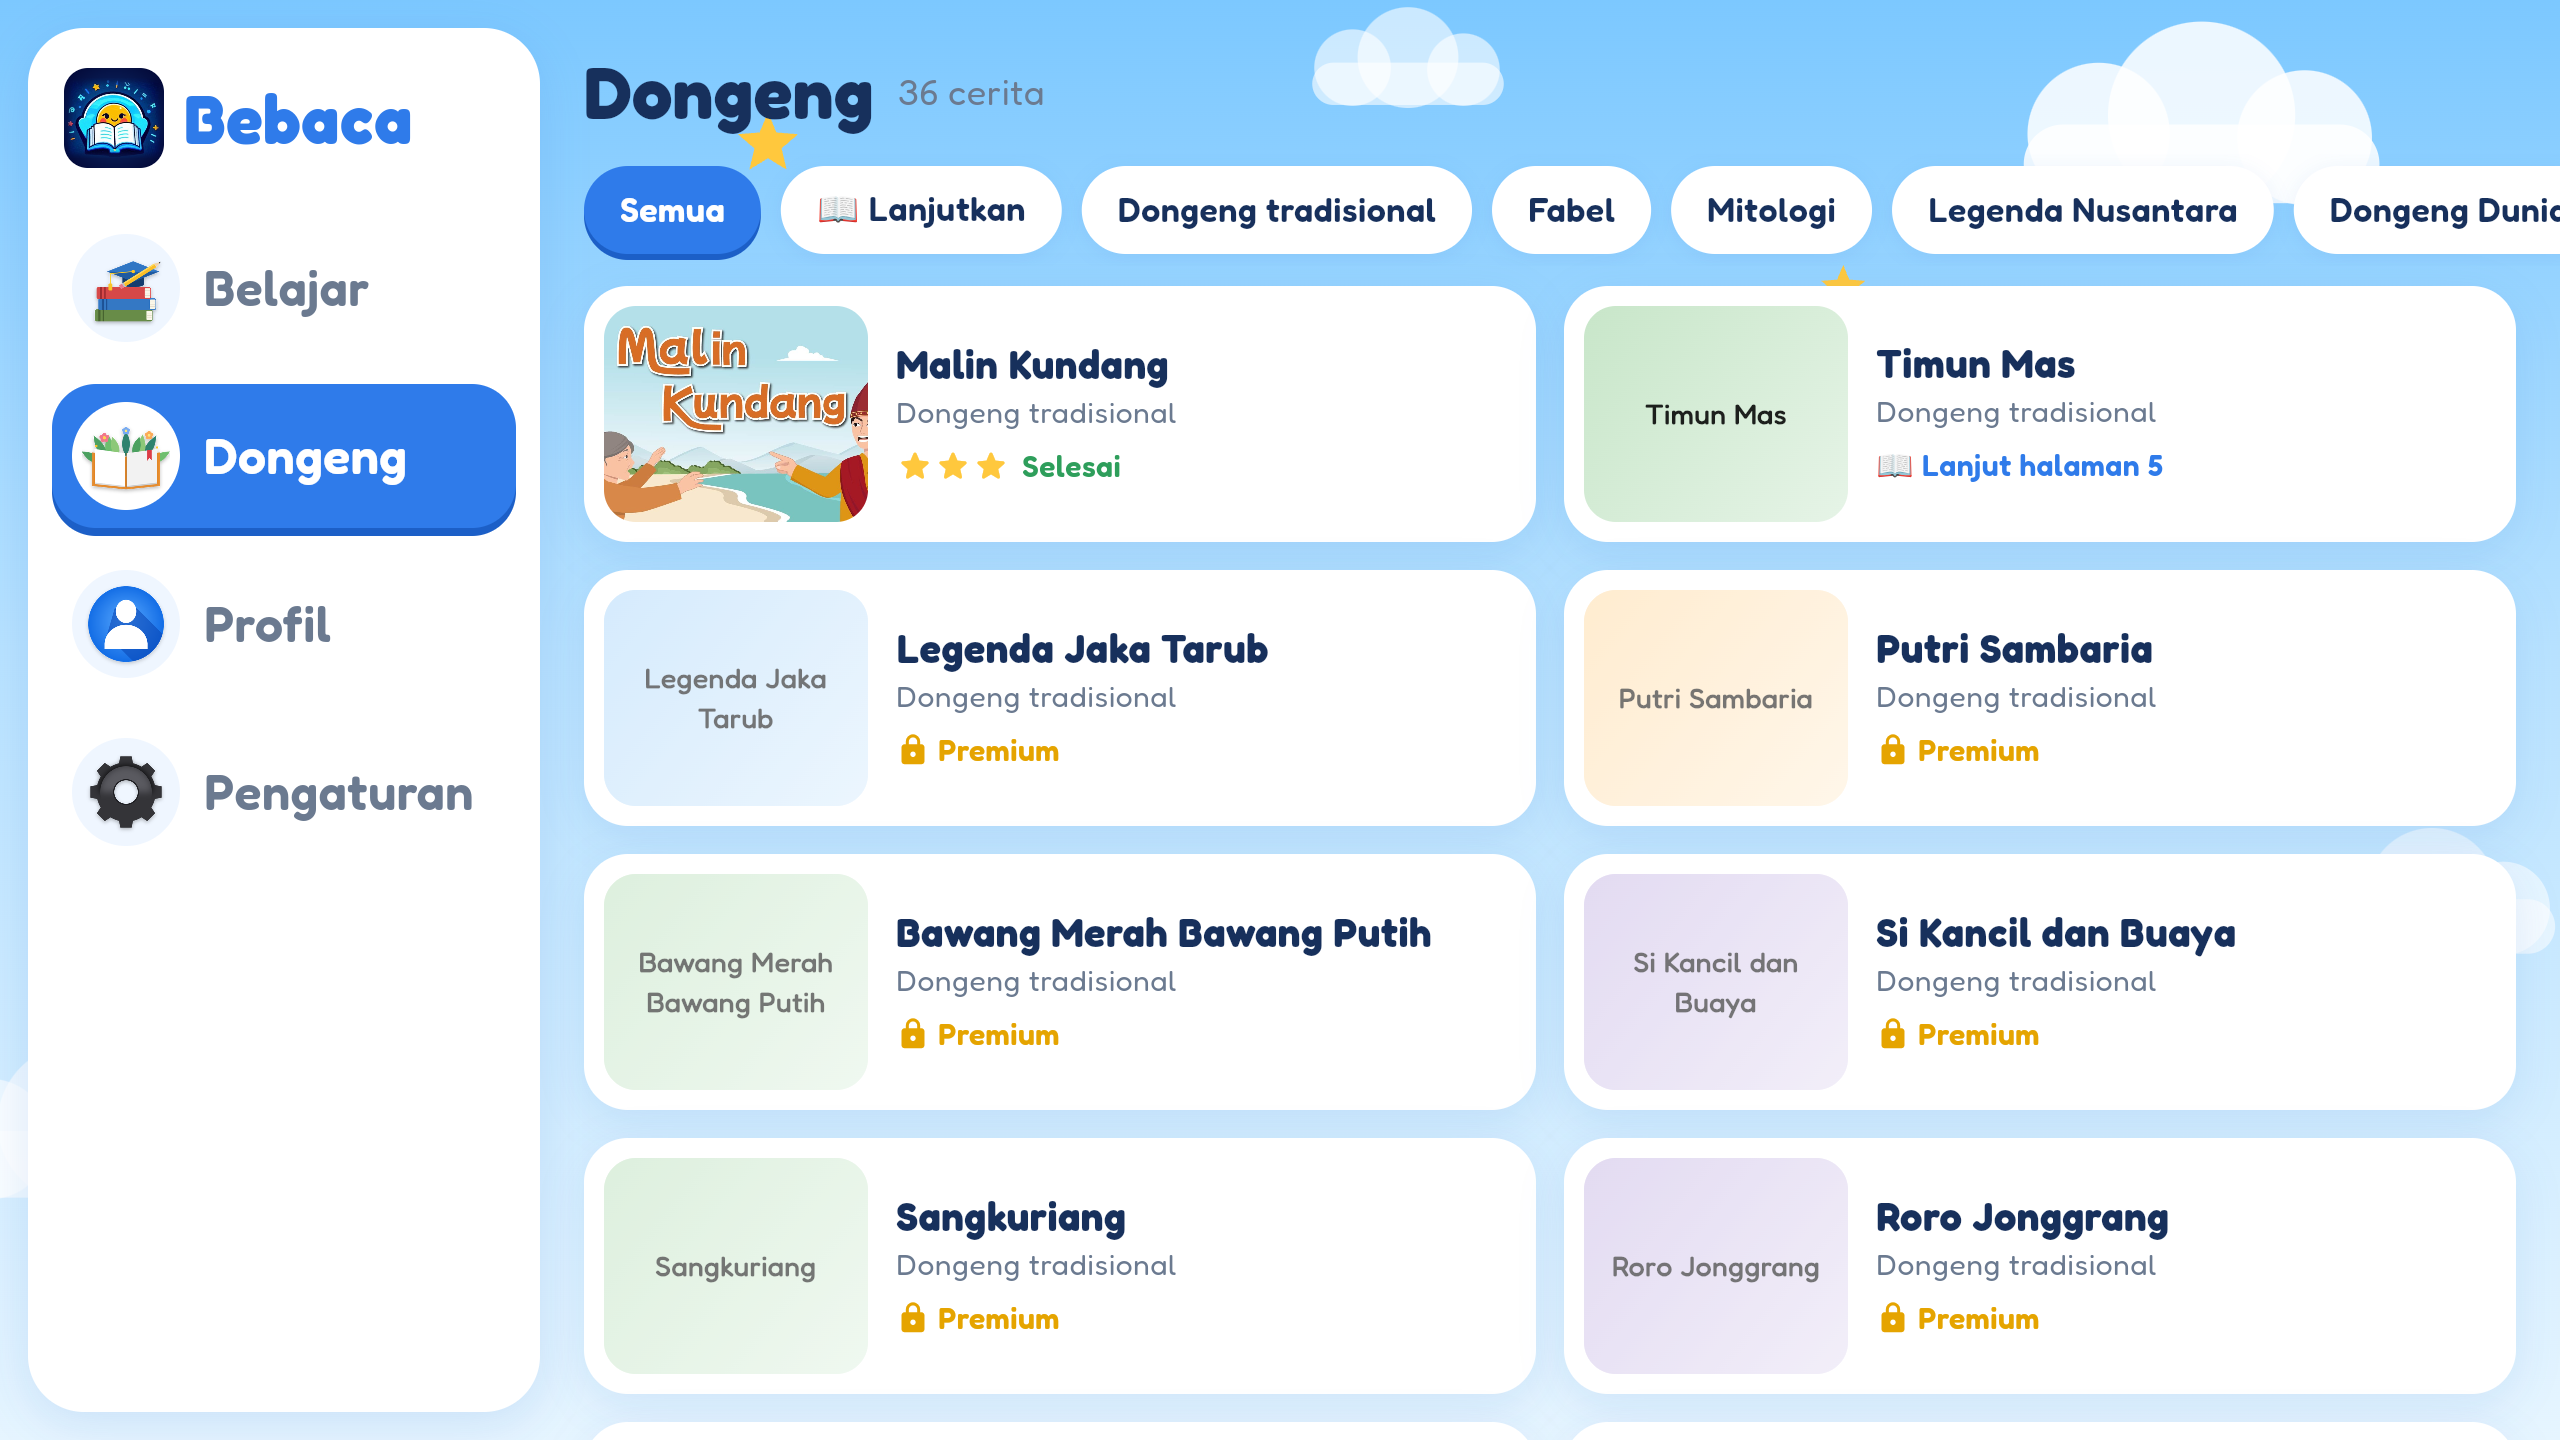 Bebaca
Belajar
Dongeng
Profil
Pengaturan
Dongeng 36 cerita
Semua
📖 Lanjutkan
Dongeng tradisional
Fabel
Mitologi
Legenda Nusantara
Dongeng
Malin
Kundang
Malin Kundang
Dongeng tradisional
Selesai
Timun Mas
Timun Mas
Dongeng tradisional
📖 Lanjut halaman 5
Legenda Jaka
Tarub
Legenda Jaka Tarub
Dongeng tradisional
Premium
Putri Sambaria
Putri Sambaria
Dongeng tradisional
Premium
Bawang Merah
Bawang Putih
Bawang Merah Bawang Putih
Dongeng tradisional
Premium
Si Kancil dan
Buaya
Si Kancil dan Buaya
Dongeng tradisional
Premium
Sangkuriang
Sangkuriang
Dongeng tradisional
Premium
Roro Jonggrang
Roro Jonggrang
Dongeng tradisional
Premium